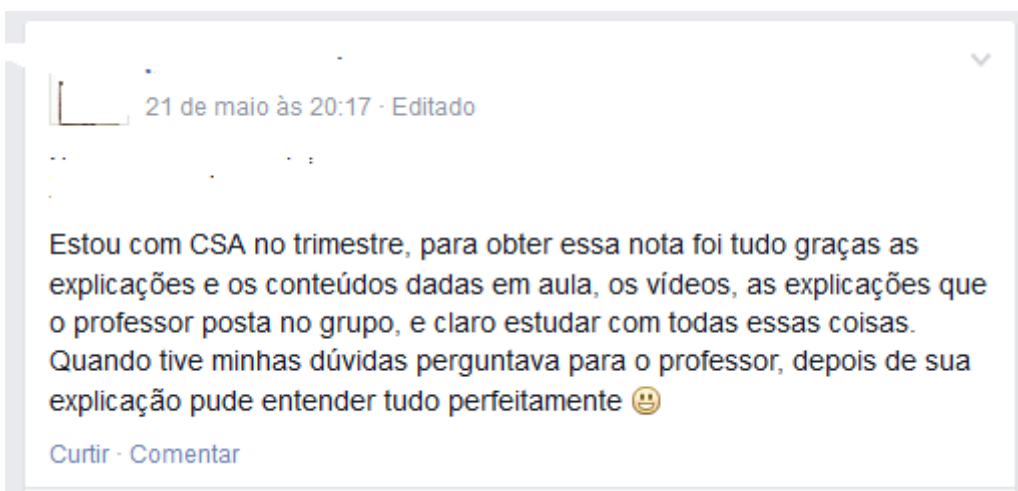 21 de maio às 20:17 · Editado
Estou com CSA no trimestre, para obter essa nota foi tudo graças as
explicações e os conteúdos dadas em aula, os vídeos, as explicações que
o professor posta no grupo, e claro estudar com todas essas coisas.
Quando tive minhas dúvidas perguntava para o professor, depois de sua
explicação pude entender tudo perfeitamente 😃
Curtir · Comentar